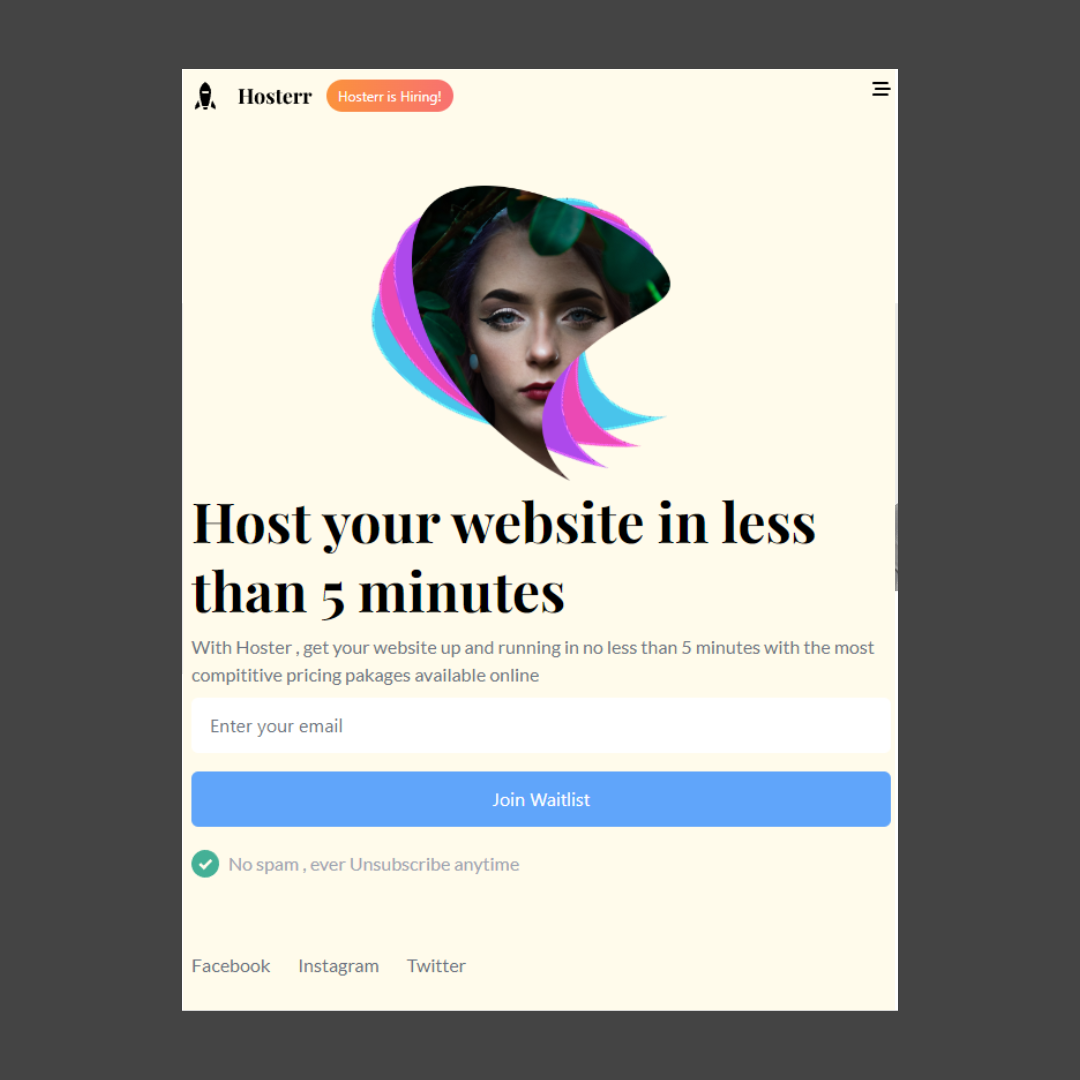 Hosterr
Hosterr is Hiring!
Host your website in less
than 5 minutes
With Hoster , get your website up and running in no less than 5 minutes with the most
compititive pricing pakages available online
Enter your email
Join Waitlist
No spam , ever Unsubscribe anytime
Facebook Instagram Twitter